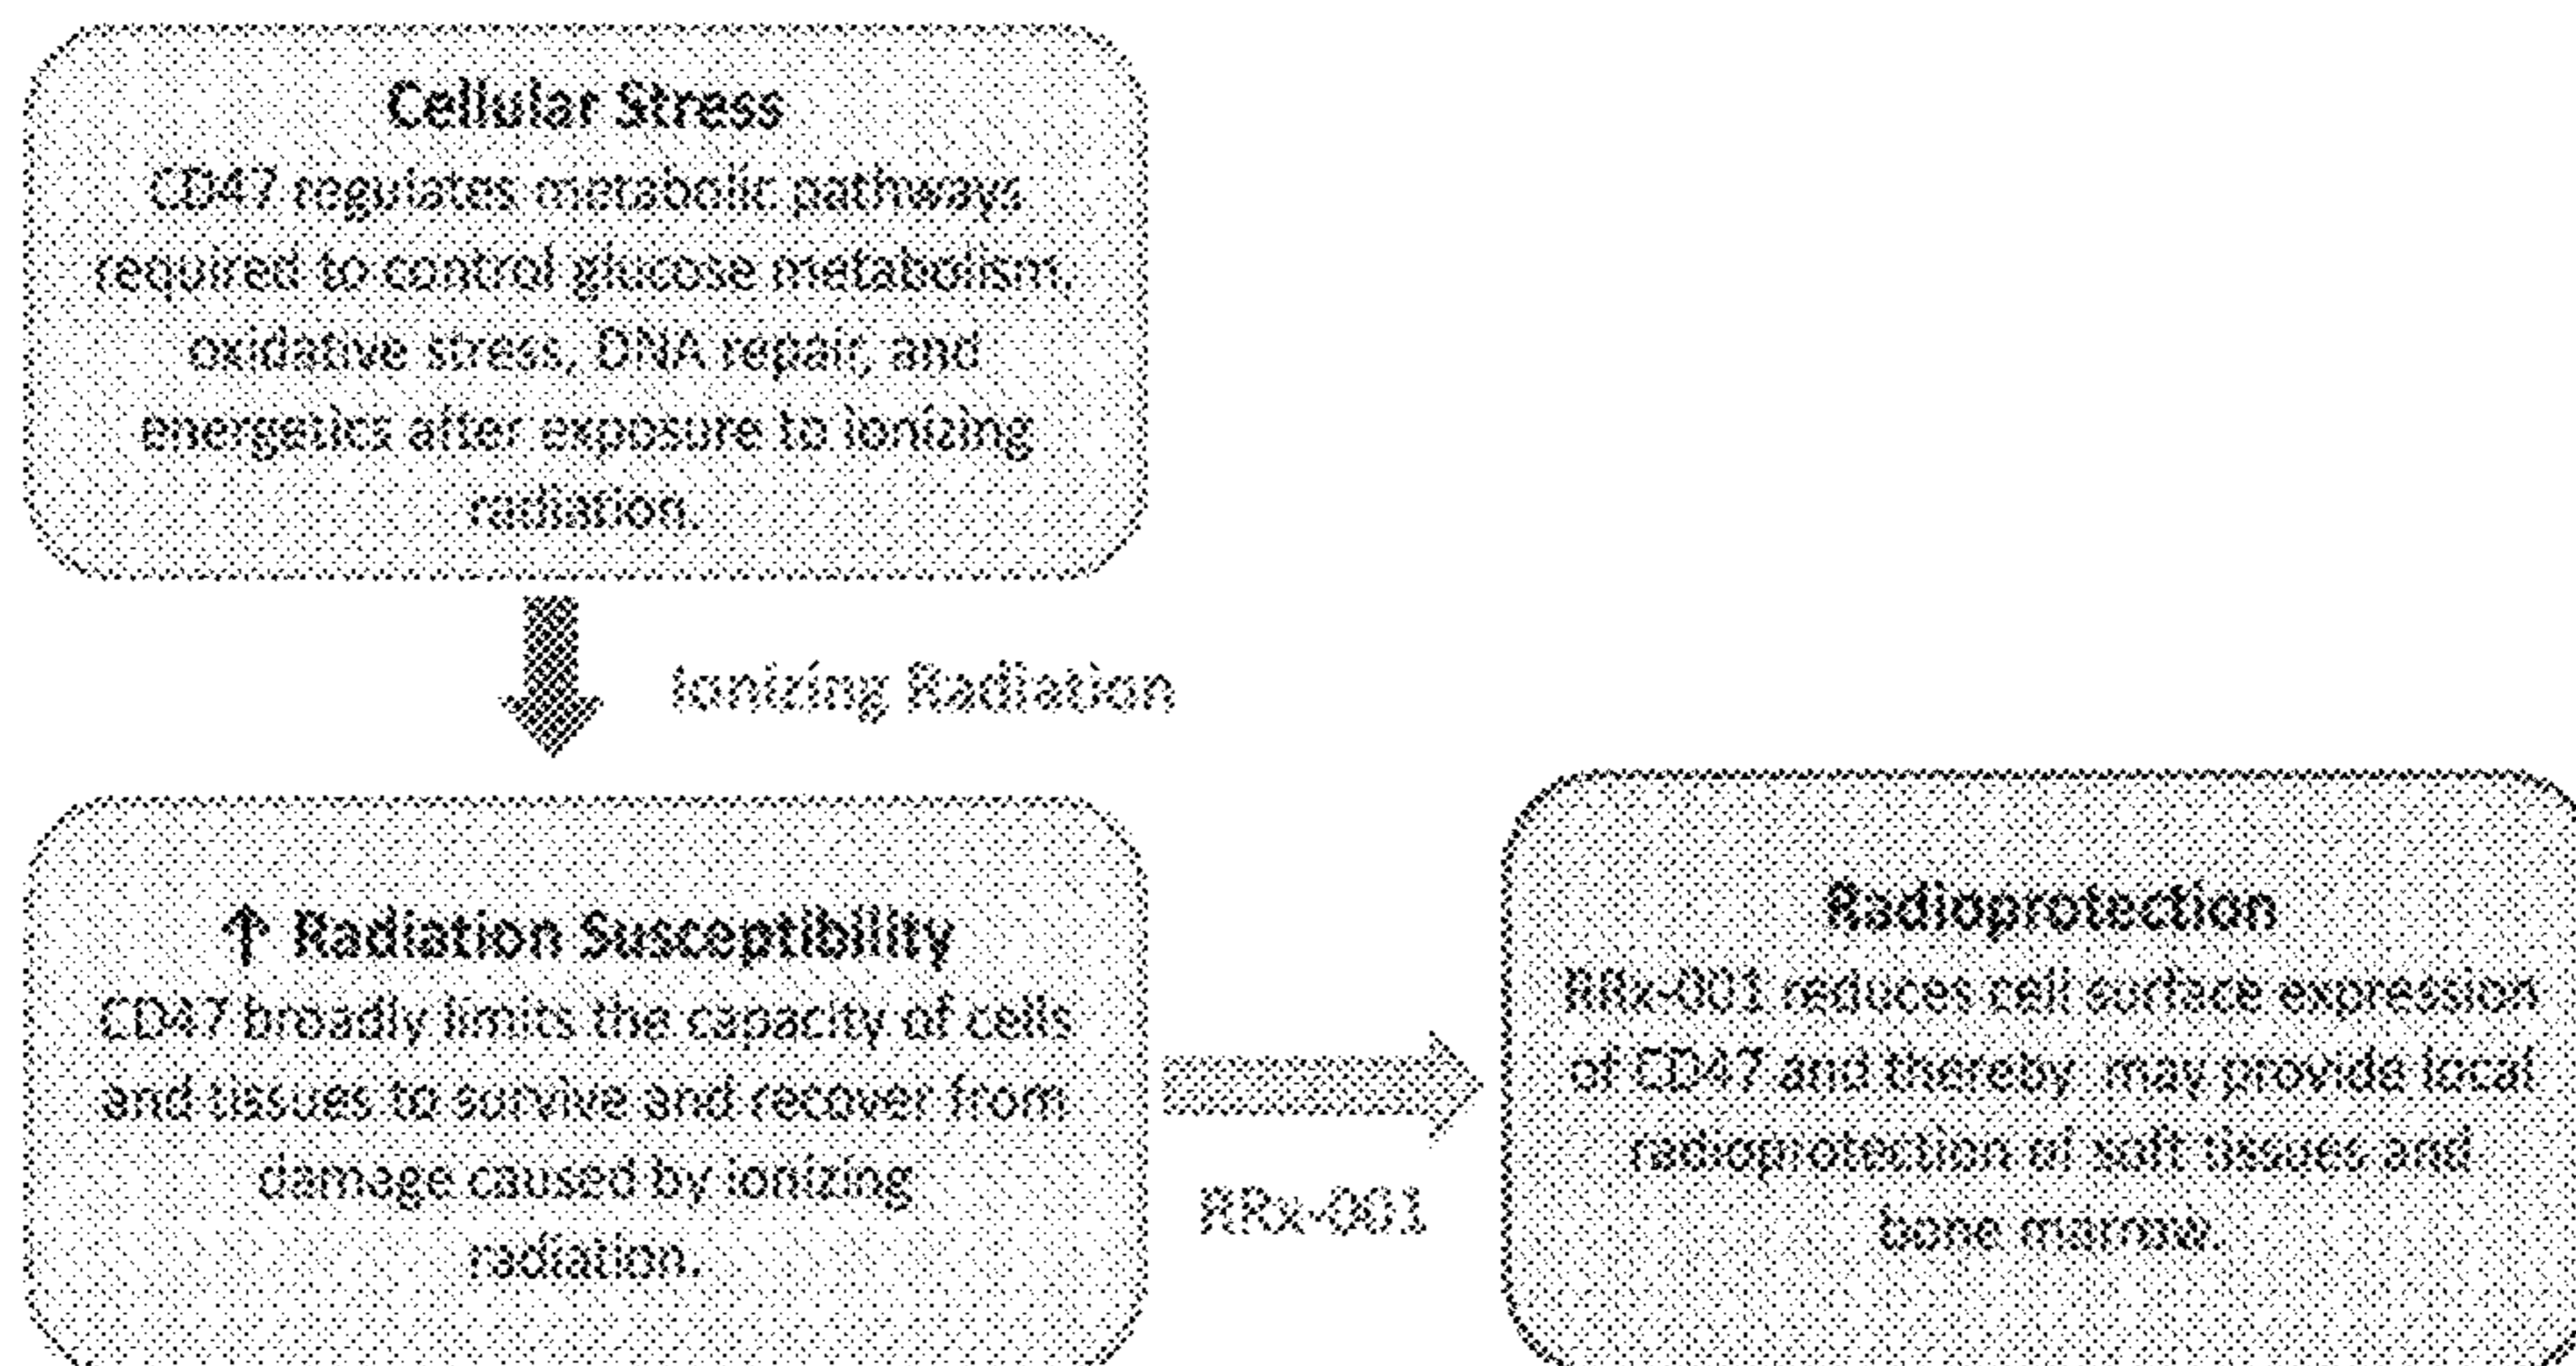 Cellular Stress
CD47 regulates metabolic pathways
required to control glucose metabolism,
oxidative stress, DNA repair, and
energetics after exposure to ionizing
radiation.
Ionizing Radiation
↑ Radiation Susceptibility
CD47 broadly limits the capacity of cells
and tissues to survive and recover from
damage caused by ionizing
radiation.
RRx-001
Radioprotection
RRx-001 reduces cell surface expression
of CD47 and thereby may provide local
radioprotection of soft tissues and
bone marrow.